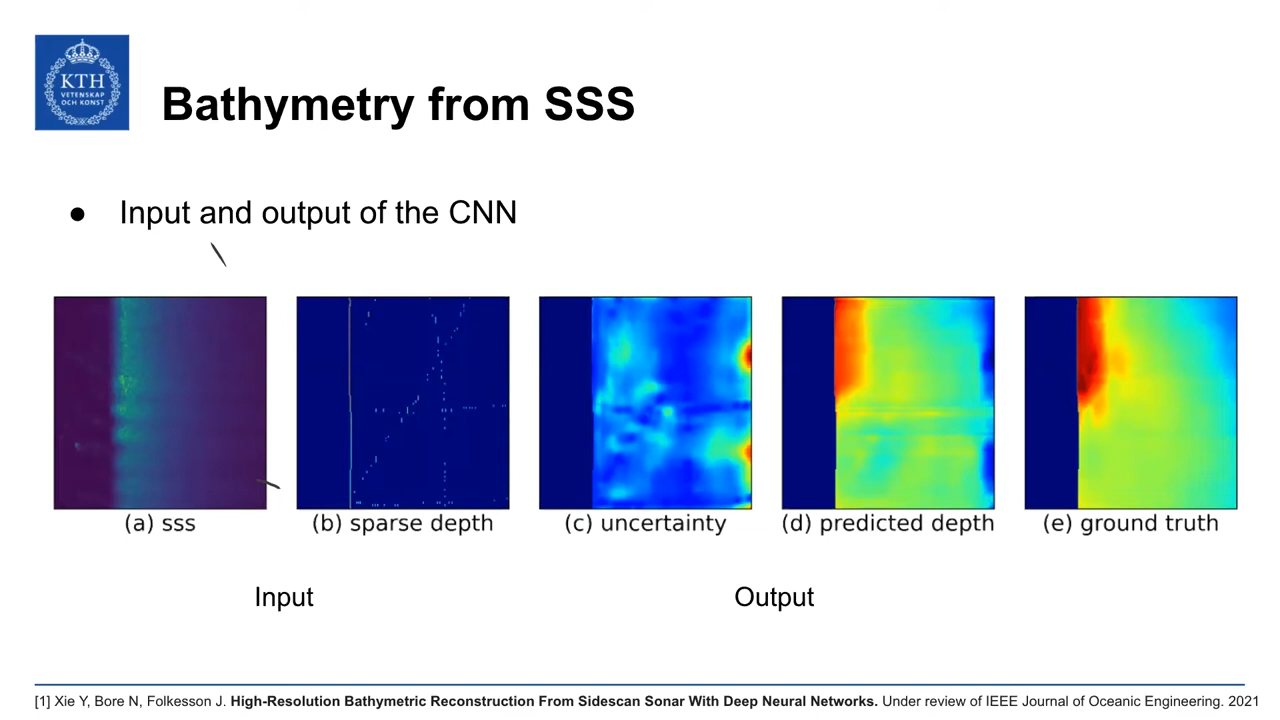 KTH
VETENSKAP
OCH KONST
Bathymetry from SSS
● Input and output of the CNN
(a) sss
(b) sparse depth
(c) uncertainty
(d) predicted depth
(e) ground truth
Input
Output
[1] Xie Y, Bore N, Folkesson J. High-Resolution Bathymetric Reconstruction From Sidescan Sonar With Deep Neural Networks. Under review of IEEE Journal of Oceanic Engineering. 2021